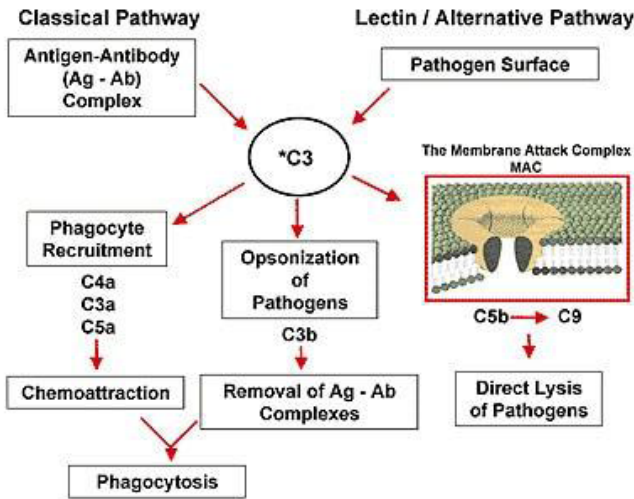 Classical Pathway
Lectin / Alternative Pathway
Antigen-Antibody
(Ag - Ab)
Complex
Pathogen Surface
*C3
The Membrane Attack Complex
MAC
Phagocyte
Recruitment
Opsonization
of
Pathogens
C4a
C3a
C5a
C3b
C5b
C9
Chemoattraction
Removal of Ag - Ab
Complexes
Direct Lysis
of Pathogens
Phagocytosis